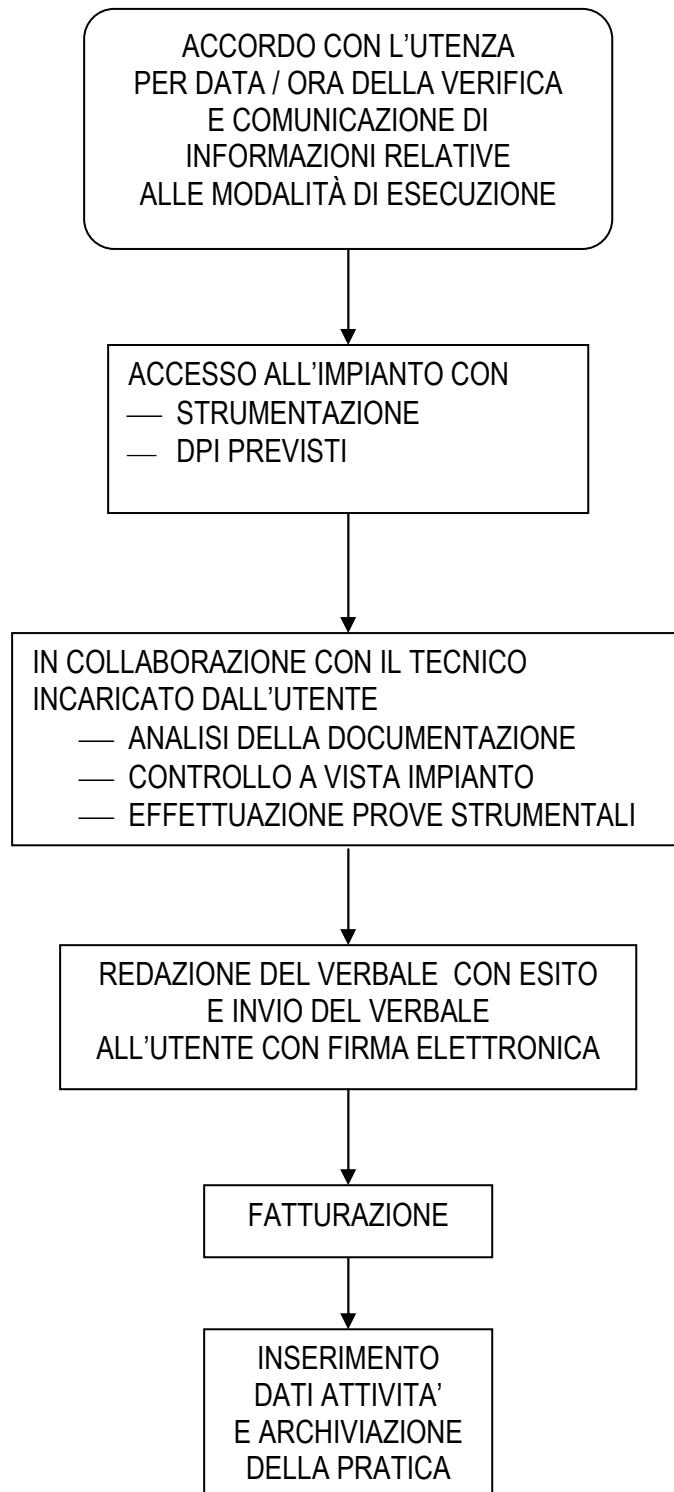 ACCORDO CON L'UTENZA
PER DATA / ORA DELLA VERIFICA
E COMUNICAZIONE DI
INFORMAZIONI RELATIVE
ALLE MODALITÀ DI ESECUZIONE
ACCESSO ALL'IMPIANTO CON
— STRUMENTAZIONE
— DPI PREVISTI
IN COLLABORAZIONE CON IL TECNICO
INCARICATO DALL'UTENTE
— ANALISI DELLA DOCUMENTAZIONE
— CONTROLLO A VISTA IMPIANTO
— EFFETTUAZIONE PROVE STRUMENTALI
REDAZIONE DEL VERBALE CON ESITO
E INVIO DEL VERBALE
ALL'UTENTE CON FIRMA ELETTRONICA
FATTURAZIONE
INSERIMENTO
DATI ATTIVITA'
E ARCHIVIAZIONE
DELLA PRATICA